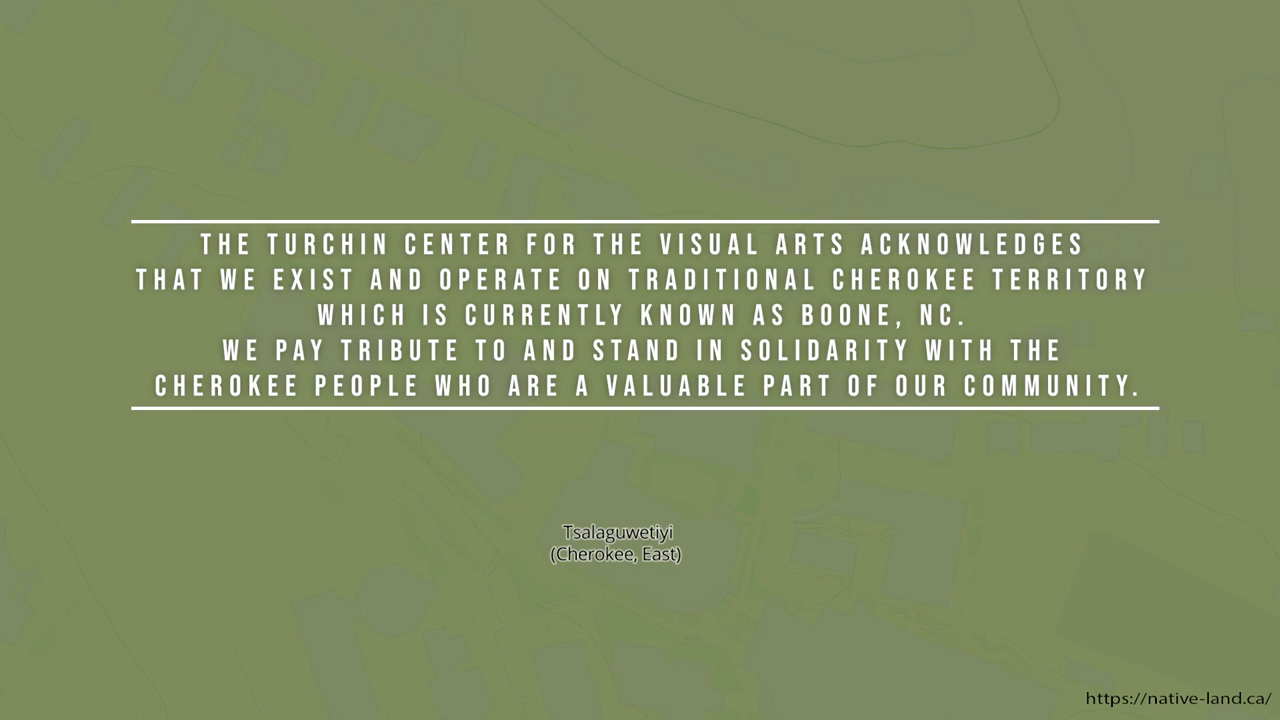 THE TURCHIN CENTER FOR THE VISUAL ARTS ACKNOWLEDGES
THAT WE EXIST AND OPERATE ON TRADITIONAL CHEROKEE TERRITORY
WHICH IS CURRENTLY KNOWN AS BOONE, NC.
WE PAY TRIBUTE TO AND STAND IN SOLIDARITY WITH THE
CHEROKEE PEOPLE WHO ARE A VALUABLE PART OF OUR COMMUNITY.
Tsalaguwetiyi
(Cherokee, East)
https://native-land.ca/